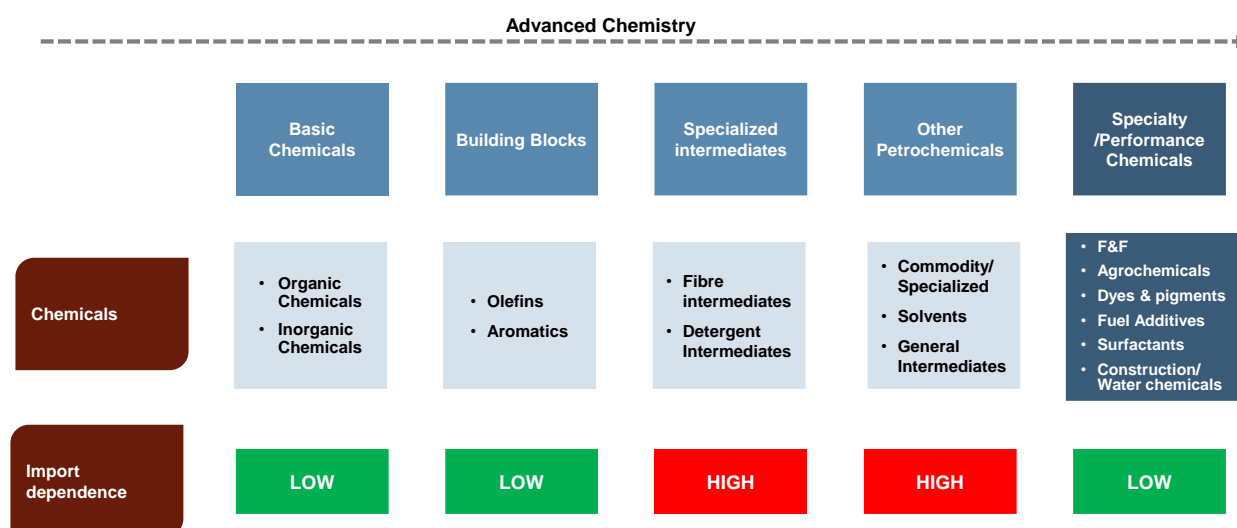 Advanced Chemistry
Basic
Chemicals
Building Blocks
Specialized
intermediates
Other
Petrochemicals
Specialty
/Performance
Chemicals
Chemicals
• Organic
Chemicals
• Inorganic
Chemicals
• Olefins
• Aromatics
• Fibre
intermediates
• Detergent
Intermediates
• Commodity/
Specialized
• Solvents
• General
Intermediates
• F&F
• Agrochemicals
• Dyes & pigments
• Fuel Additives
• Surfactants
• Construction/
Water chemicals
Import
dependence
LOW
LOW
HIGH
HIGH
LOW